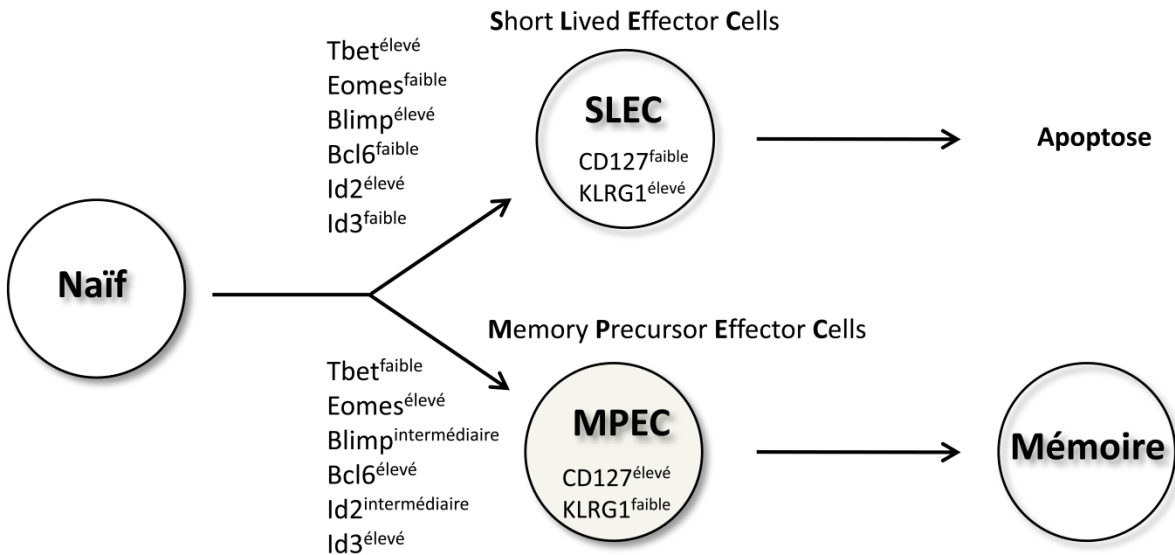 Short Lived Effector Cells
Tbetélevé
Eomesfaible
Blimpélevé
Bcl6faible
Id2élevé
Id3faible
SLEC
CD127faible
KLRG1élevé
Apoptose
Naïf
Memory Precursor Effector Cells
Tbetfaible
Eomesélevé
Blimpintermédiaire
Bcl6élevé
Id2intermédiaire
Id3élevé
MPEC
CD127élevé
KLRG1faible
Mémoire